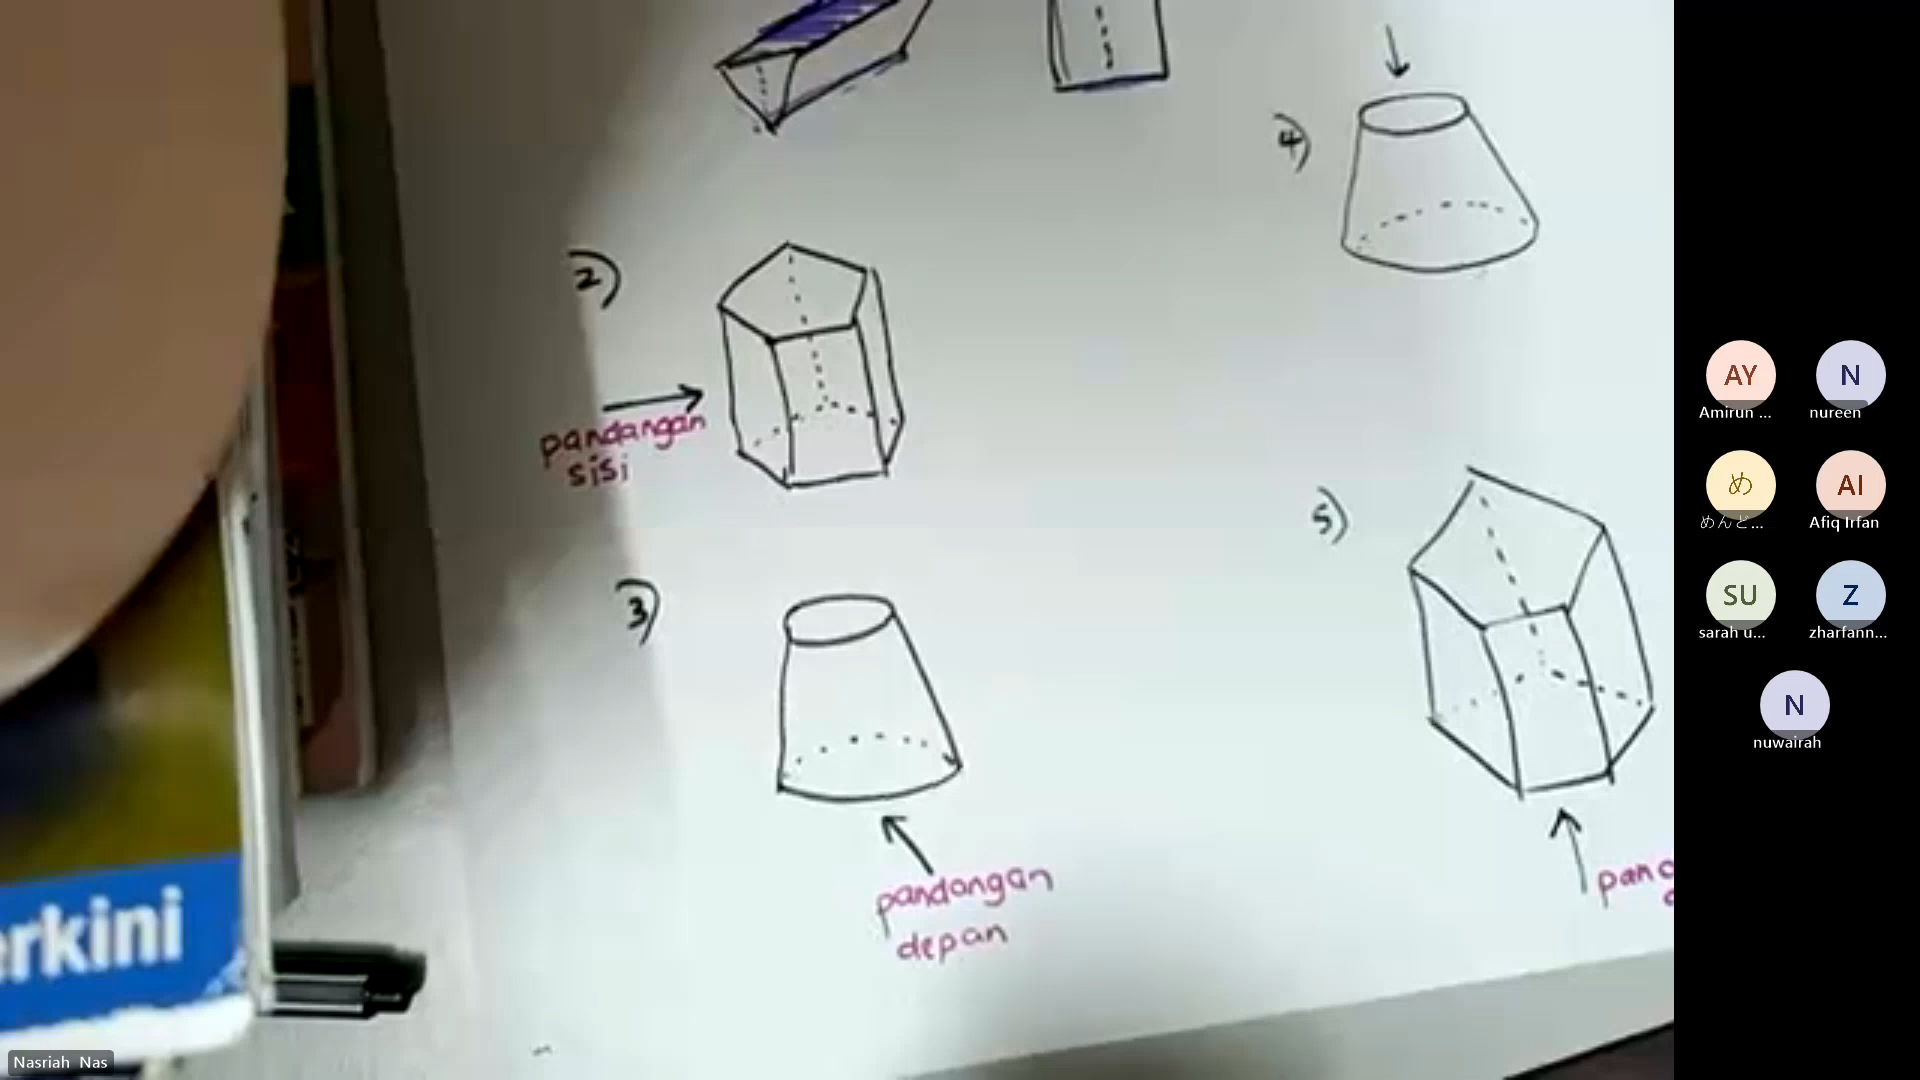 4)
2)
pandangan
sisi
5)
3)
pandangan
depan
erkini
Nasriah Nas
AY
Amirun ...
N
nureen
め
めんど...
AI
Afiq Irfan
SU
sarah u...
Z
zharfann...
N
nuwairah